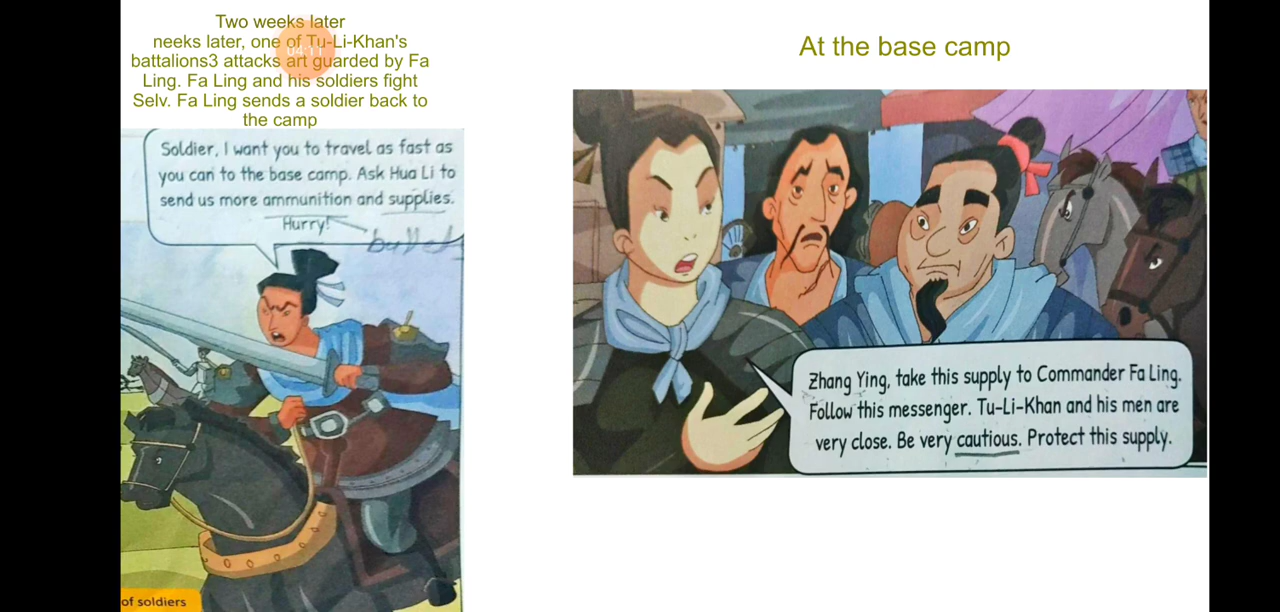 Two weeks later
neeks later, one of Tu-Li-Khan's
battalions3 attacks art guarded by Fa
Ling. Fa Ling and his soldiers fight
Selv. Fa Ling sends a soldier back to
the camp
04:11
Soldier, I want you to travel as fast as
you can to the base camp. Ask Hua Li to
send us more ammunition and supplies.
Hurry!
of soldiers
At the base camp
Zhang Ying, take this supply to Commander Fa Ling.
Follow this messenger. Tu-Li-Khan and his men are
very close. Be very cautious. Protect this supply.